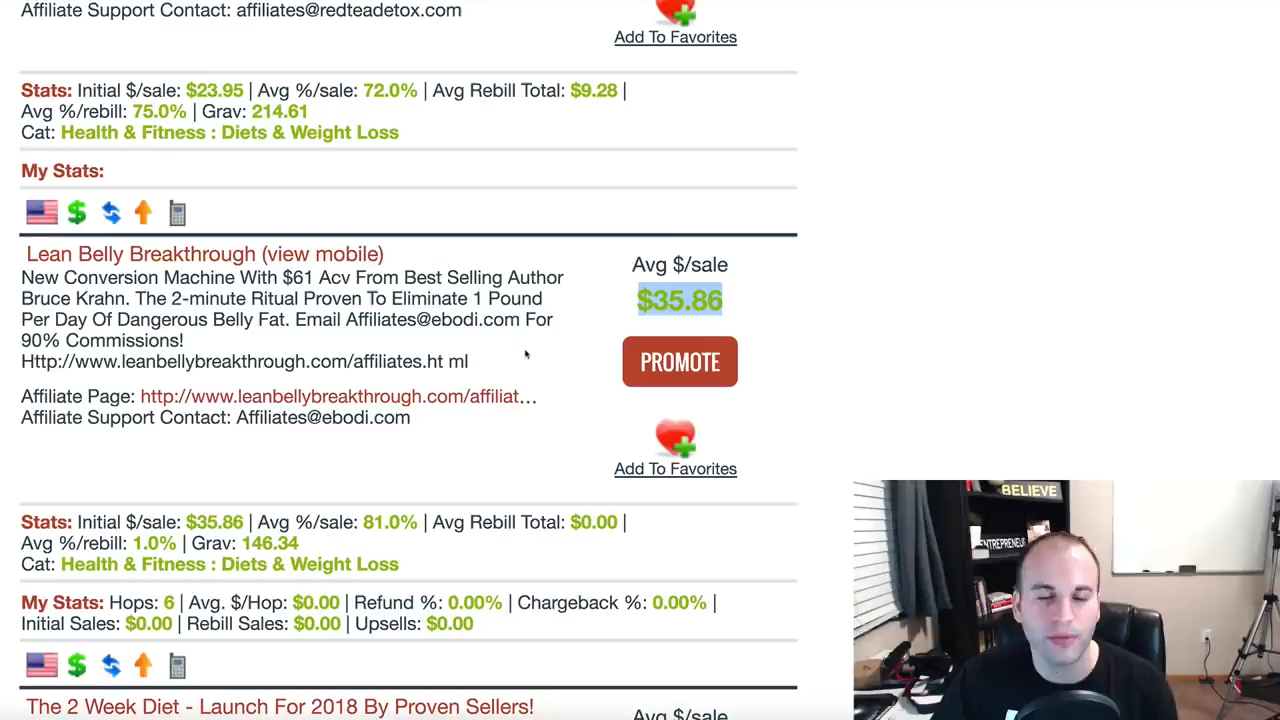 Affiliate Support Contact: affiliates@redteadetox.com
Add To Favorites
Stats: Initial $/sale: $23.95 | Avg %/sale: 72.0% | Avg Rebill Total: $9.28 |
Avg %/rebill: 75.0% | Grav: 214.61
Cat: Health & Fitness : Diets & Weight Loss
My Stats:
Lean Belly Breakthrough (view mobile)
New Conversion Machine With $61 Acv From Best Selling Author
Bruce Krahn. The 2-minute Ritual Proven To Eliminate 1 Pound
Per Day Of Dangerous Belly Fat. Email Affiliates@ebodi.com For
90% Commissions!
Http://www.leanbellybreakthrough.com/affiliates.ht ml
Affiliate Page: http://www.leanbellybreakthrough.com/affiliat...
Affiliate Support Contact: Affiliates@ebodi.com
Avg $/sale
$35.86
PROMOTE
Add To Favorites
Stats: Initial $/sale: $35.86 | Avg %/sale: 81.0% | Avg Rebill Total: $0.00 |
Avg %/rebill: 1.0% | Grav: 146.34
Cat: Health & Fitness : Diets & Weight Loss
My Stats: Hops: 6 | Avg. $/Hop: $0.00 | Refund %: 0.00% | Chargeback %: 0.00% |
Initial Sales: $0.00 | Rebill Sales: $0.00 | Upsells: $0.00
The 2 Week Diet - Launch For 2018 By Proven Sellers!
Avg $/sale
BELIEVE
ENTREPRENEUR